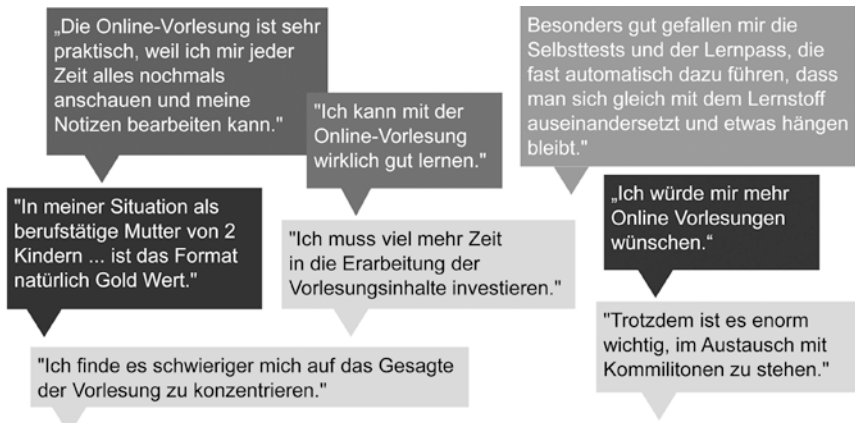 „Die Online-Vorlesung ist sehr
praktisch, weil ich mir jeder
Zeit alles nochmals
anschauen und meine
Notizen bearbeiten kann."
"Ich kann mit der
Online-Vorlesung
wirklich gut lernen."
Besonders gut gefallen mir die
Selbsttests und der Lernpass, die
fast automatisch dazu führen, dass
man sich gleich mit dem Lernstoff
auseinandersetzt und etwas hängen
bleibt."
"In meiner Situation als
berufstätige Mutter von 2
Kindern ... ist das Format
natürlich Gold Wert."
"Ich muss viel mehr Zeit
in die Erarbeitung der
Vorlesungsinhalte investieren."
„Ich würde mir mehr
Online Vorlesungen
wünschen.“
"Ich finde es schwieriger mich auf das Gesagte
der Vorlesung zu konzentrieren."
"Trotzdem ist es enorm
wichtig, im Austausch mit
Kommilitonen zu stehen."